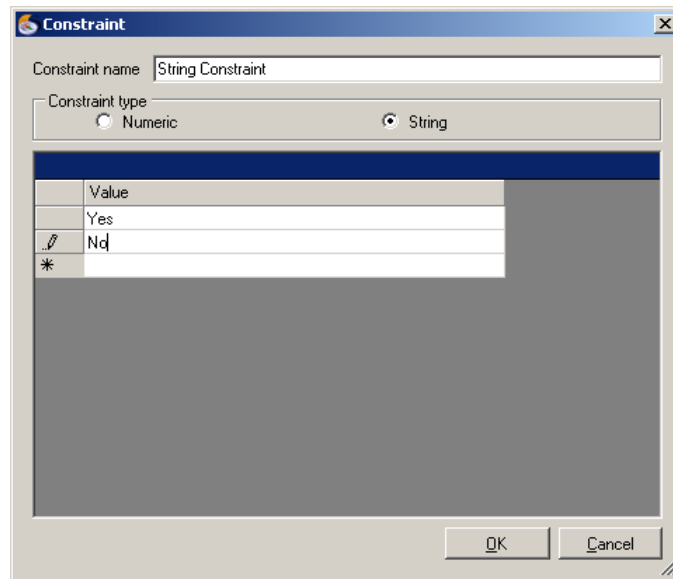 Constraint
Constraint name String Constraint
Constraint type
Numeric String
Value
Yes
No
OK Cancel